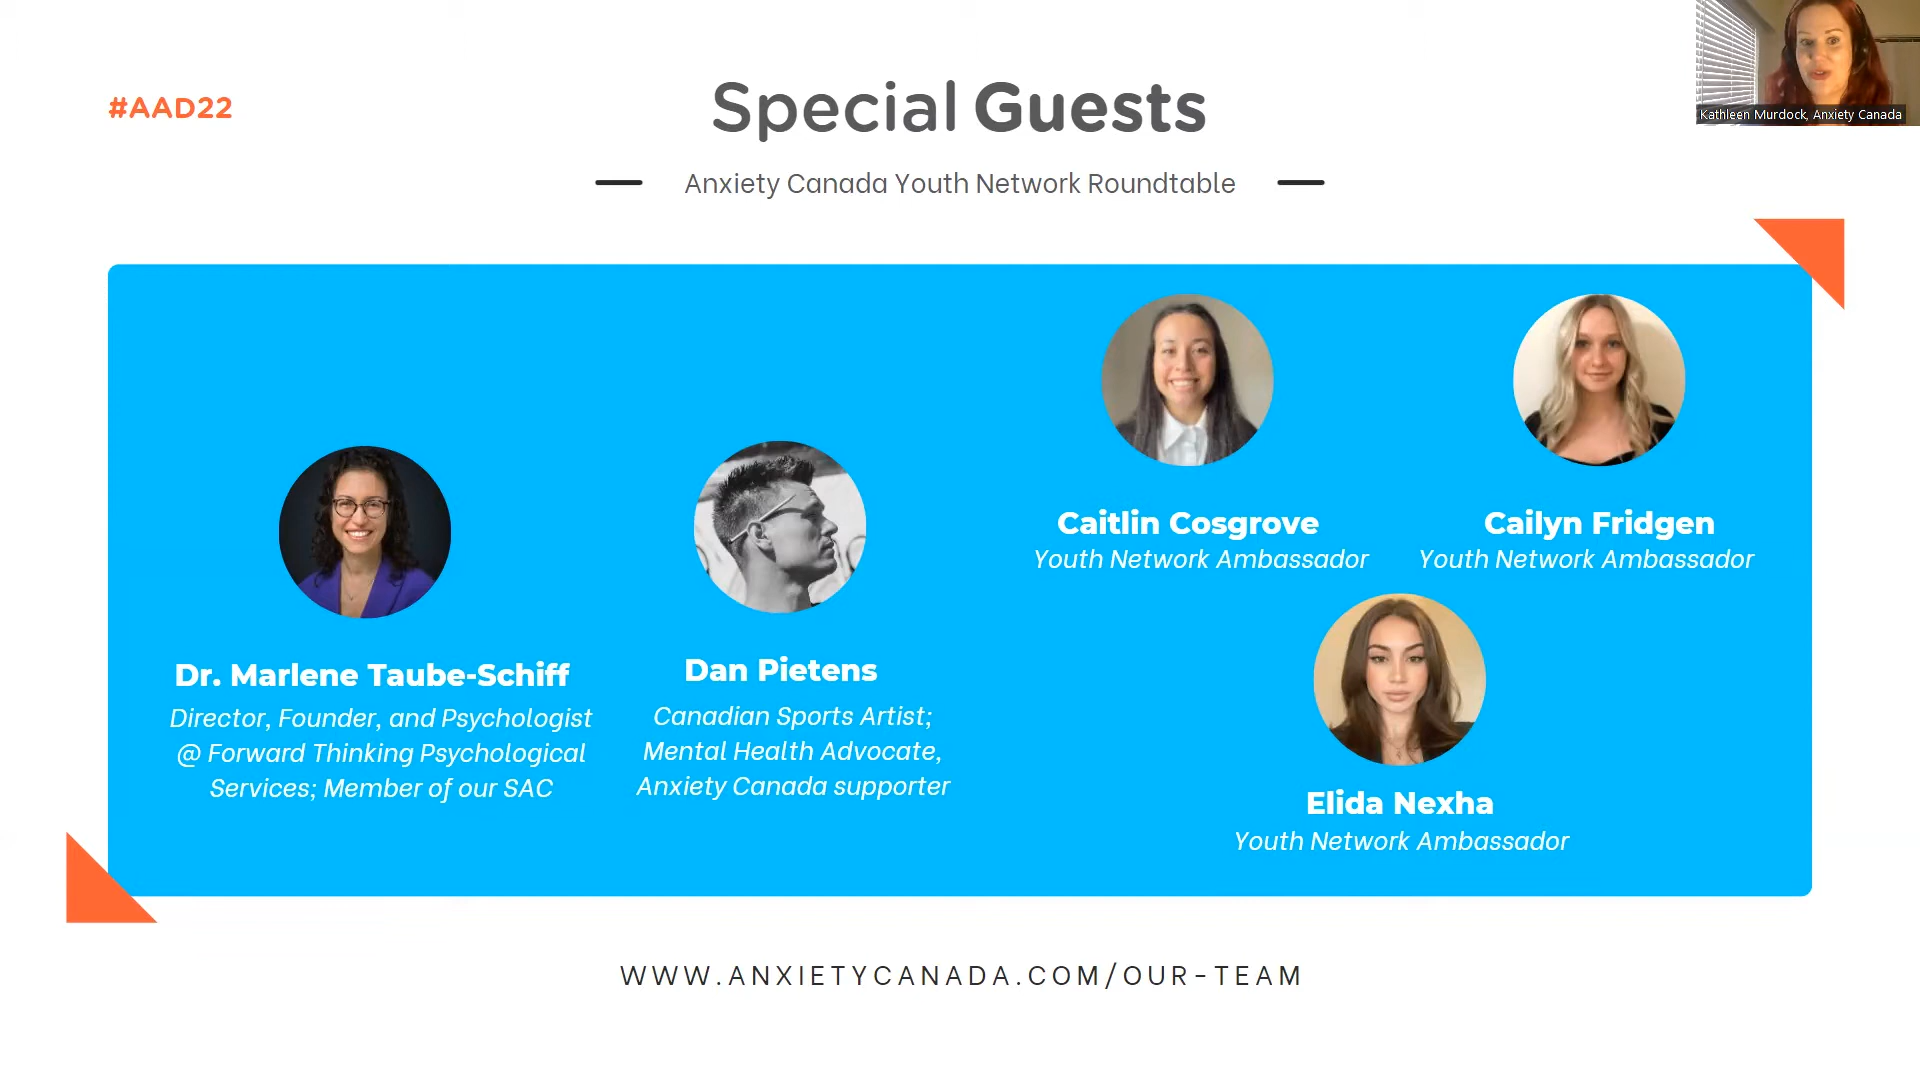 #AAD22
Special Guests
Anxiety Canada Youth Network Roundtable
Kathleen Murdock, Anxiety Canada
Dr. Marlene Taube-Schiff
Director, Founder, and Psychologist
@ Forward Thinking Psychological
Services; Member of our SAC
Dan Pietens
Canadian Sports Artist;
Mental Health Advocate,
Anxiety Canada supporter
Caitlin Cosgrove
Youth Network Ambassador
Cailyn Fridgen
Youth Network Ambassador
Elida Nexha
Youth Network Ambassador
WWW.ANXIETYCANADA.COM/OUR-TEAM